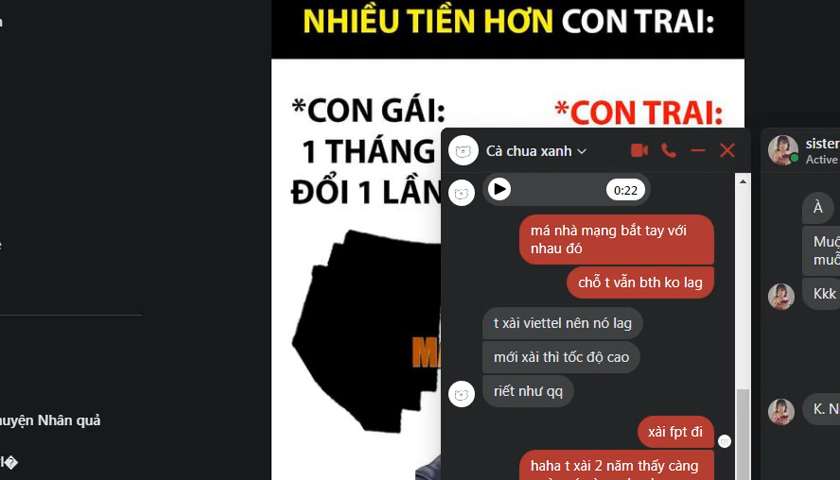 NHIỀU TIỀN HƠN CON TRAI:
*CON GÁI:
1 THÁNG
ĐỔI 1 LẦN
*CON TRAI:
Cà chua xanh
0:22
má nhà mạng bắt tay với
nhau đó
chỗ t vẫn bth ko lag
t xài viettel nên nó lag
mới xài thì tốc độ cao
riết như qq
xài fpt đi
haha t xài 2 năm thấy càng
sister
Active
À
Kkk
K. N
Nhân quả